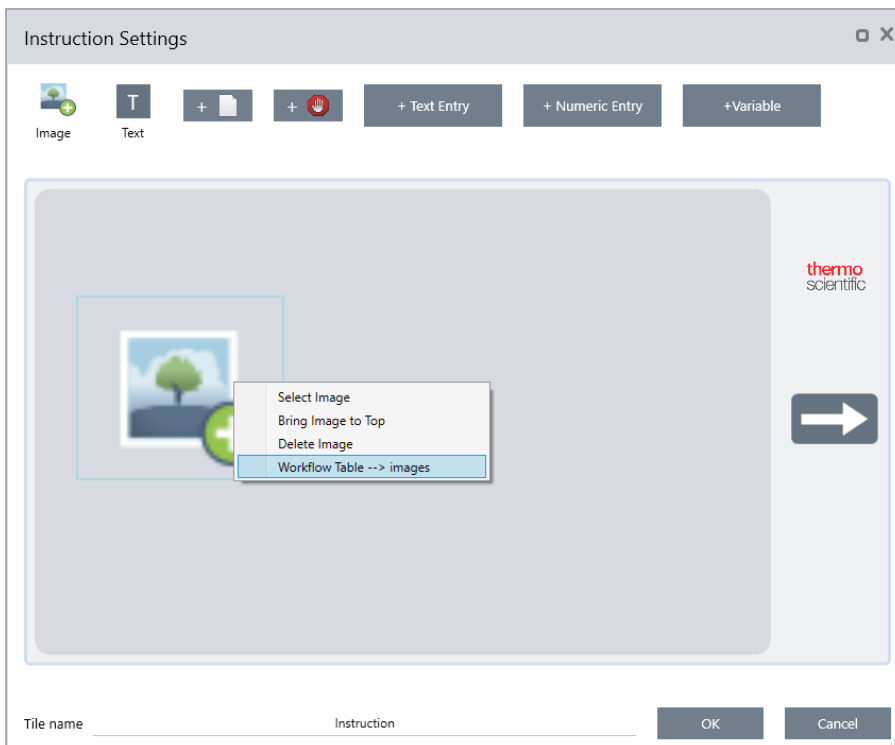 Instruction Settings
T
+
+
+ Text Entry
+ Numeric Entry
+Variable
Image
Text
thermo
scientific
Select Image
Bring Image to Top
Delete Image
Workflow Table --> images
Tile name
Instruction
OK
Cancel